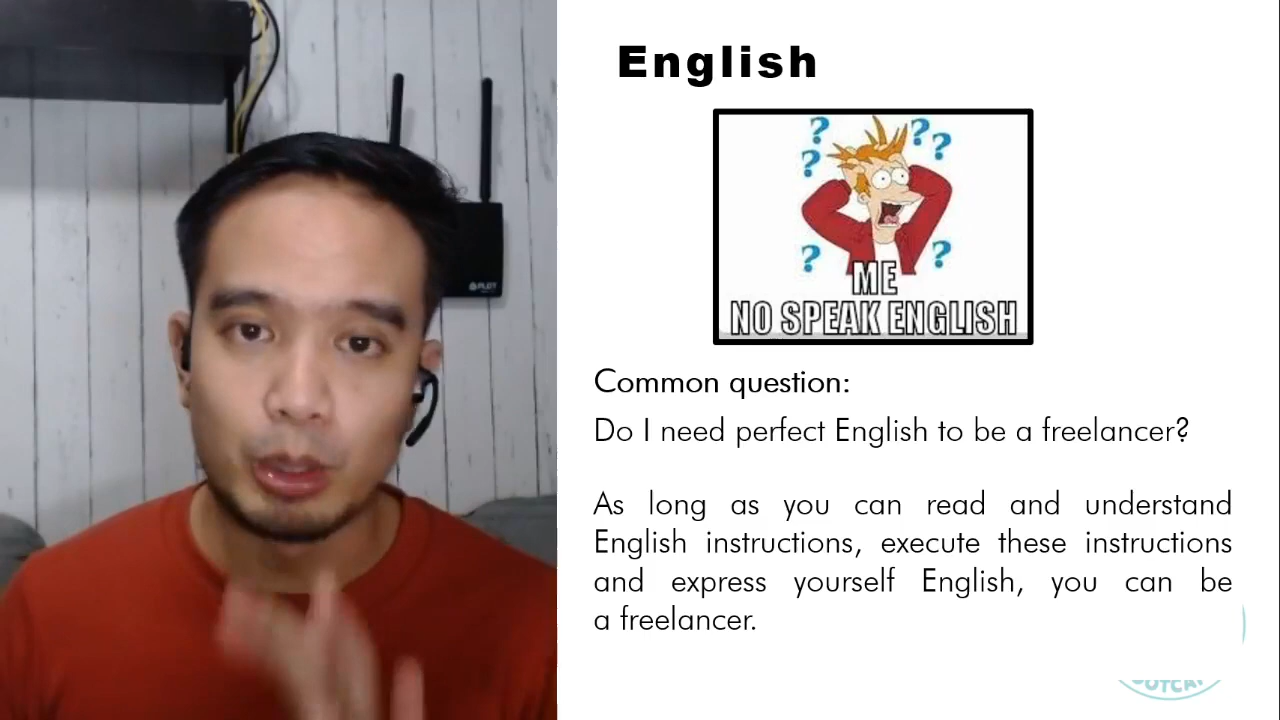 English
ME
NO SPEAK ENGLISH
Common question:
Do I need perfect English to be a freelancer?
As long as you can read and understand
English instructions, execute these instructions
and express yourself English, you can be
a freelancer.
PLDT